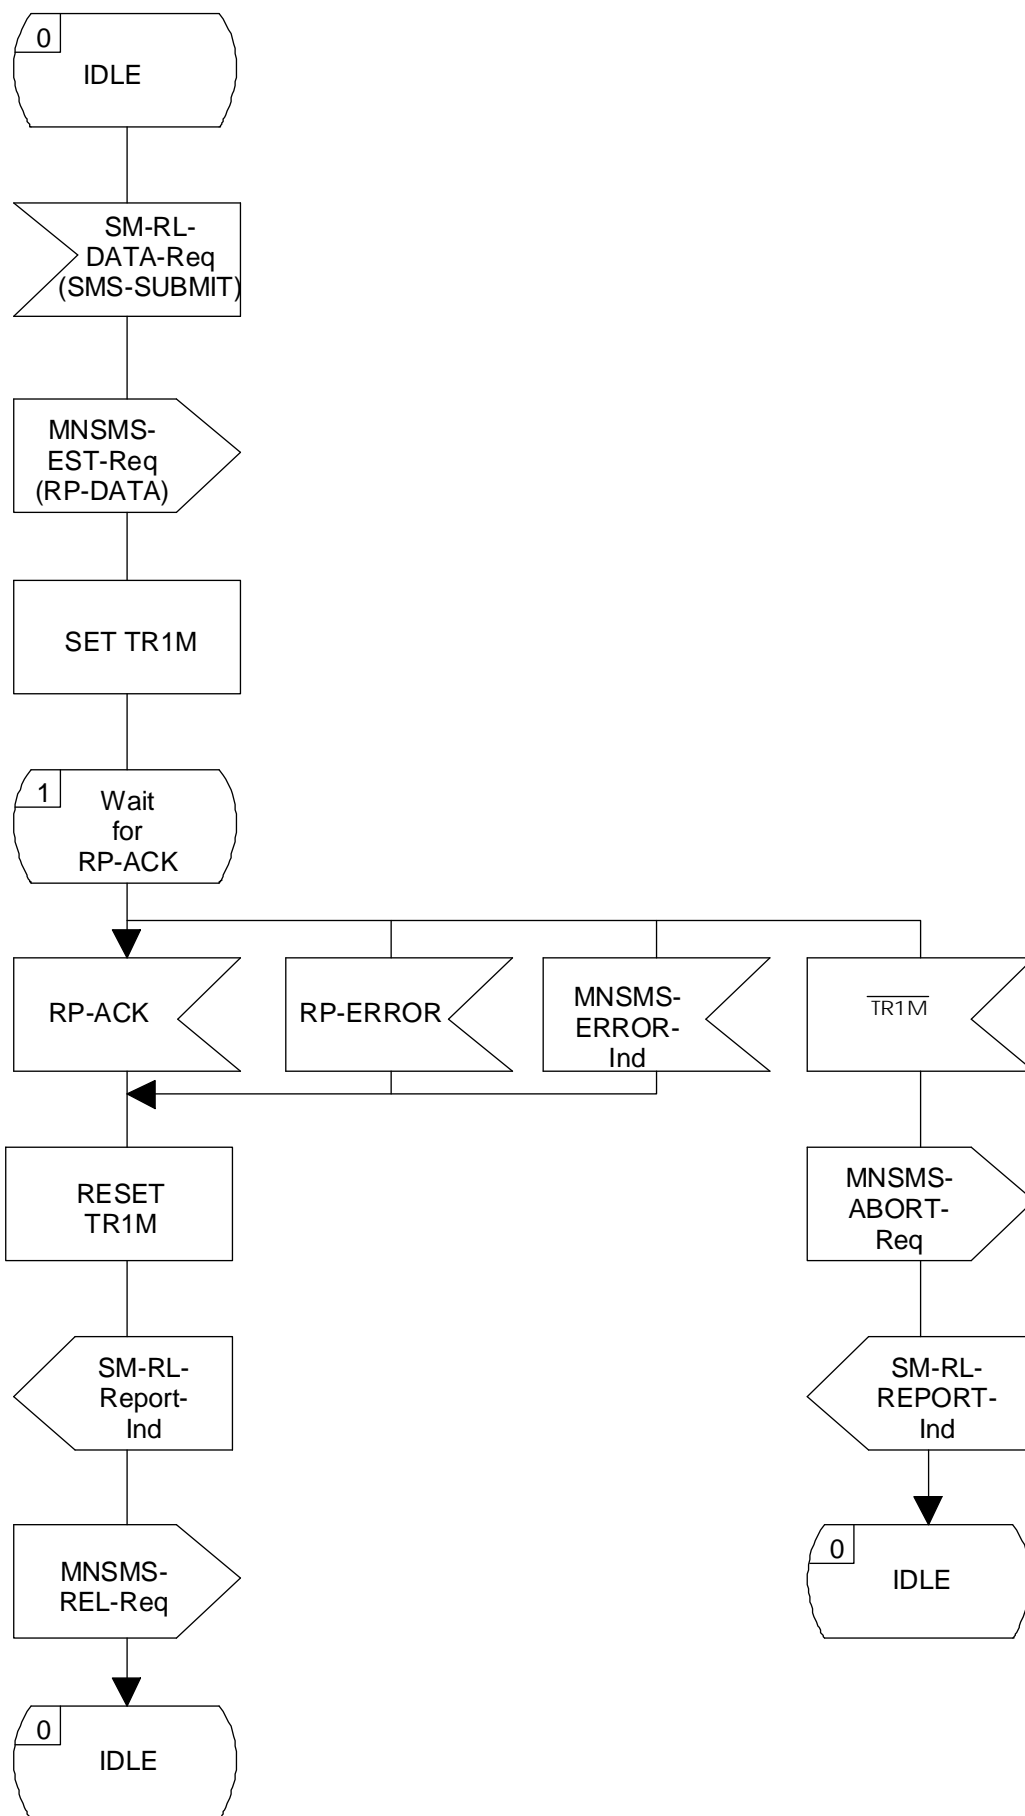 0
IDLE
SM-RL-
DATA-Req
(SMS-SUBMIT)
MNSMS-
EST-Req
(RP-DATA)
SET TR1M
1
Wait
for
RP-ACK
RP-ACK
RP-ERROR
MNSMS-
ERROR-
Ind
TR1M
RESET
TR1M
MNSMS-
ABORT-
Req
SM-RL-
Report-
Ind
SM-RL-
REPORT-
Ind
MNSMS-
REL-Req
0
IDLE
0
IDLE